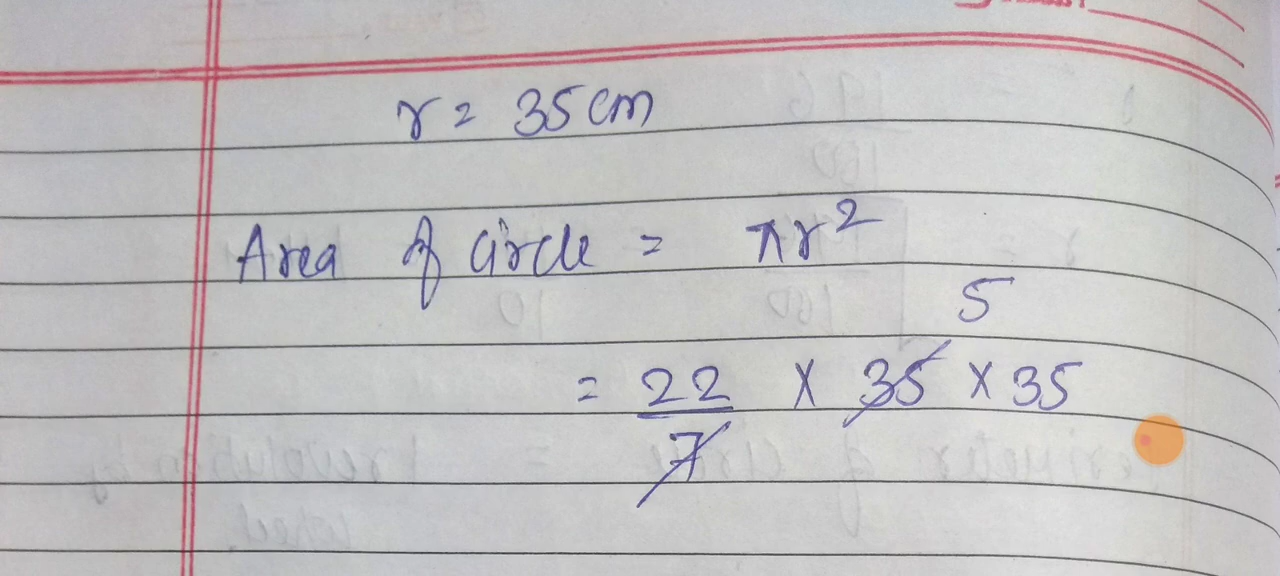 r = 35 cm
Area of Circle = πr²
5
= 22/7 × 35 × 35